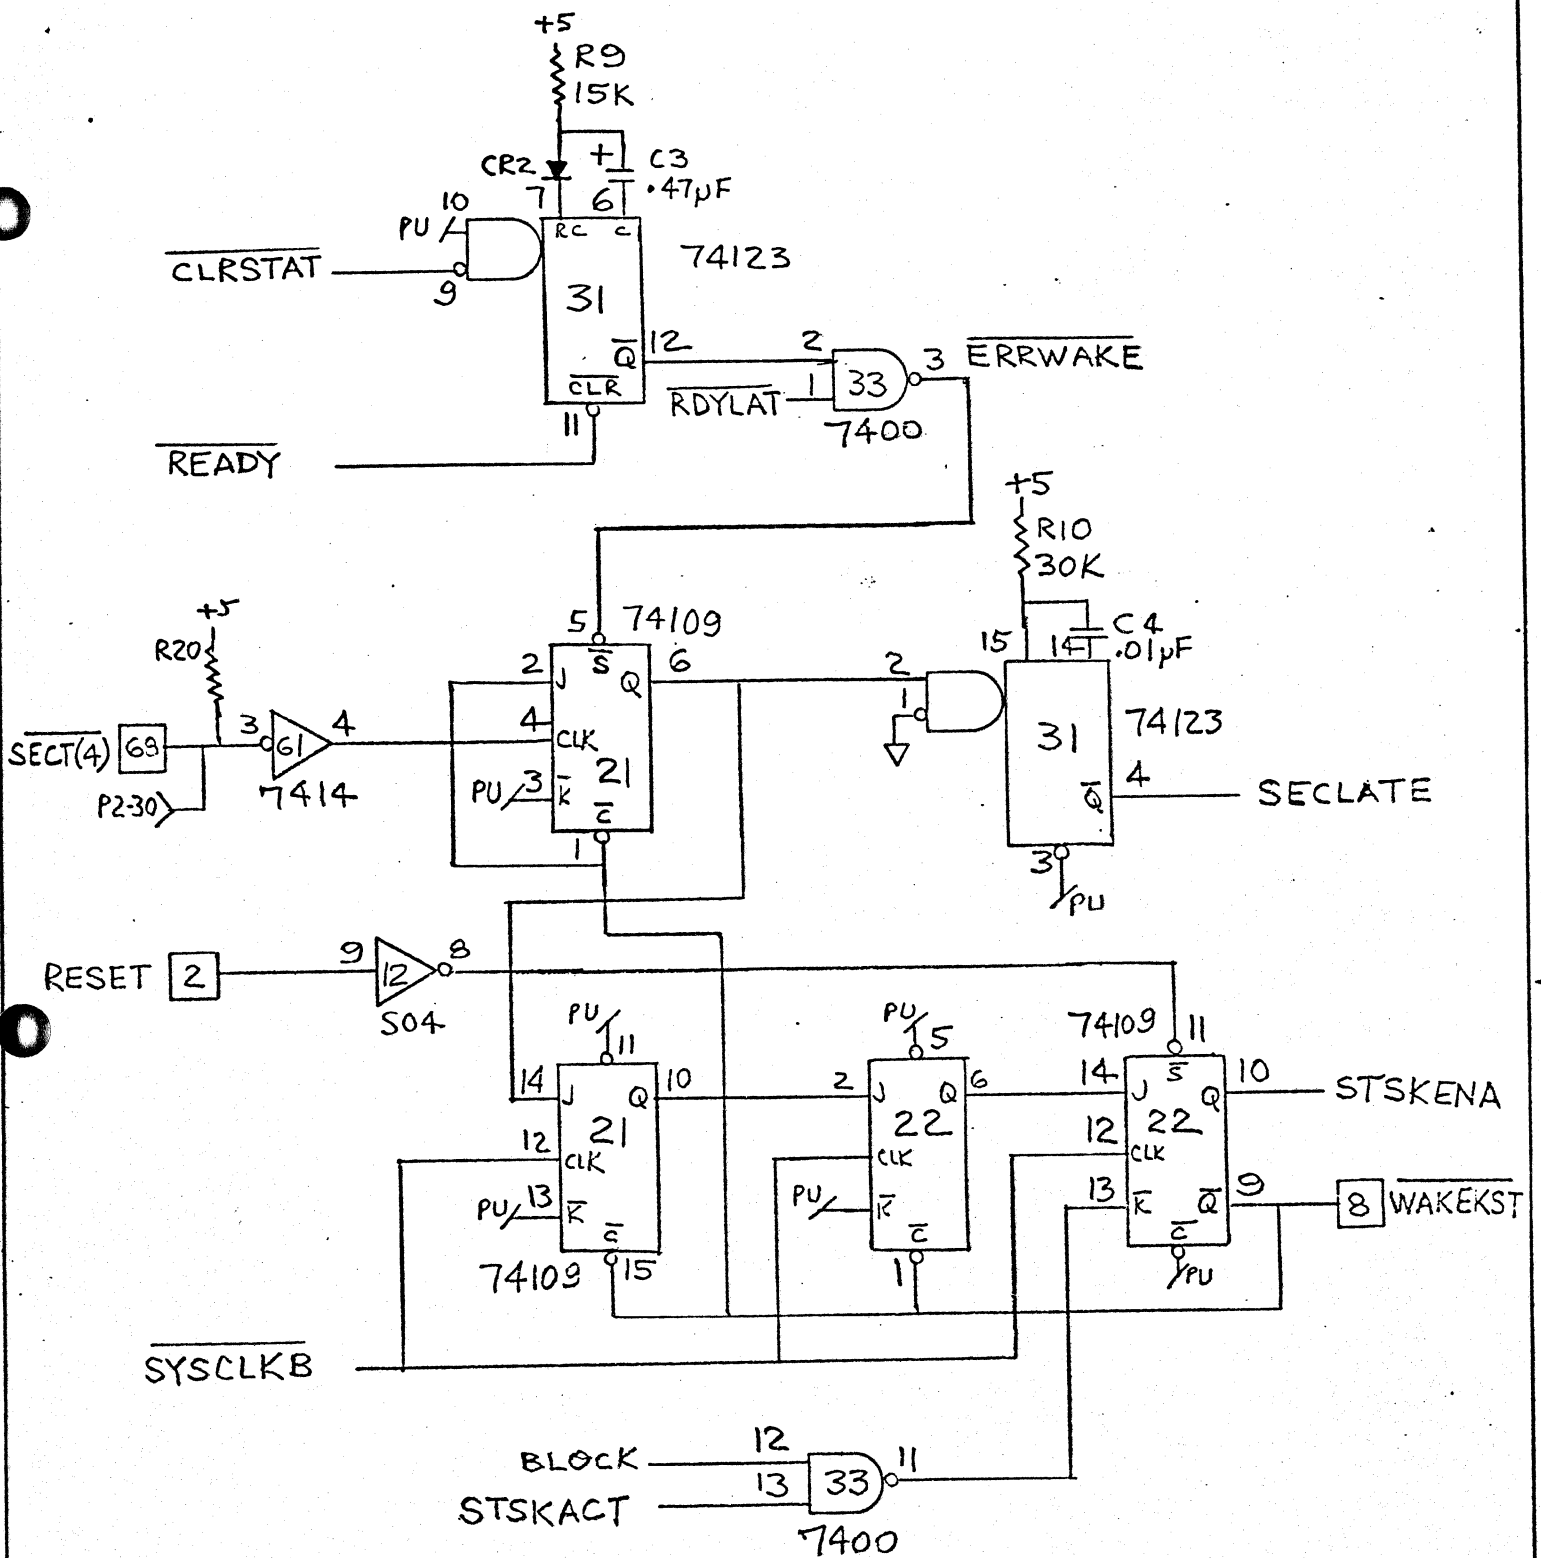 +5
R9
15K
CR2
+
C3
.47µF
7
6
10
PU
RC
C
74123
CLRSTAT
9
31
Q
12
2
3
ERRWAKE
CLR
RDYLAT
1
33
7400
11
READY
+5
R10
30K
+5
R20
5
74109
S
2
J
Q
6
2
1
15
14
C4
.01µF
SECT(4)
69
3
61
4
7414
4
CLK
P2-30
PU
3
K
21
C
1
31
74123
Q
4
SECLATE
3
PU
RESET
2
9
12
8
S04
PU
11
PU
5
74109
11
14
J
Q
10
21
12
CLK
PU
13
K
C
15
74109
2
J
Q
6
22
CLK
PU
K
C
1
14
J
S
Q
10
STSKENA
22
12
CLK
13
K
Q
9
8
WAKEKST
C
PU
SYSCLKB
BLOCK
12
STSKACT
13
33
11
7400